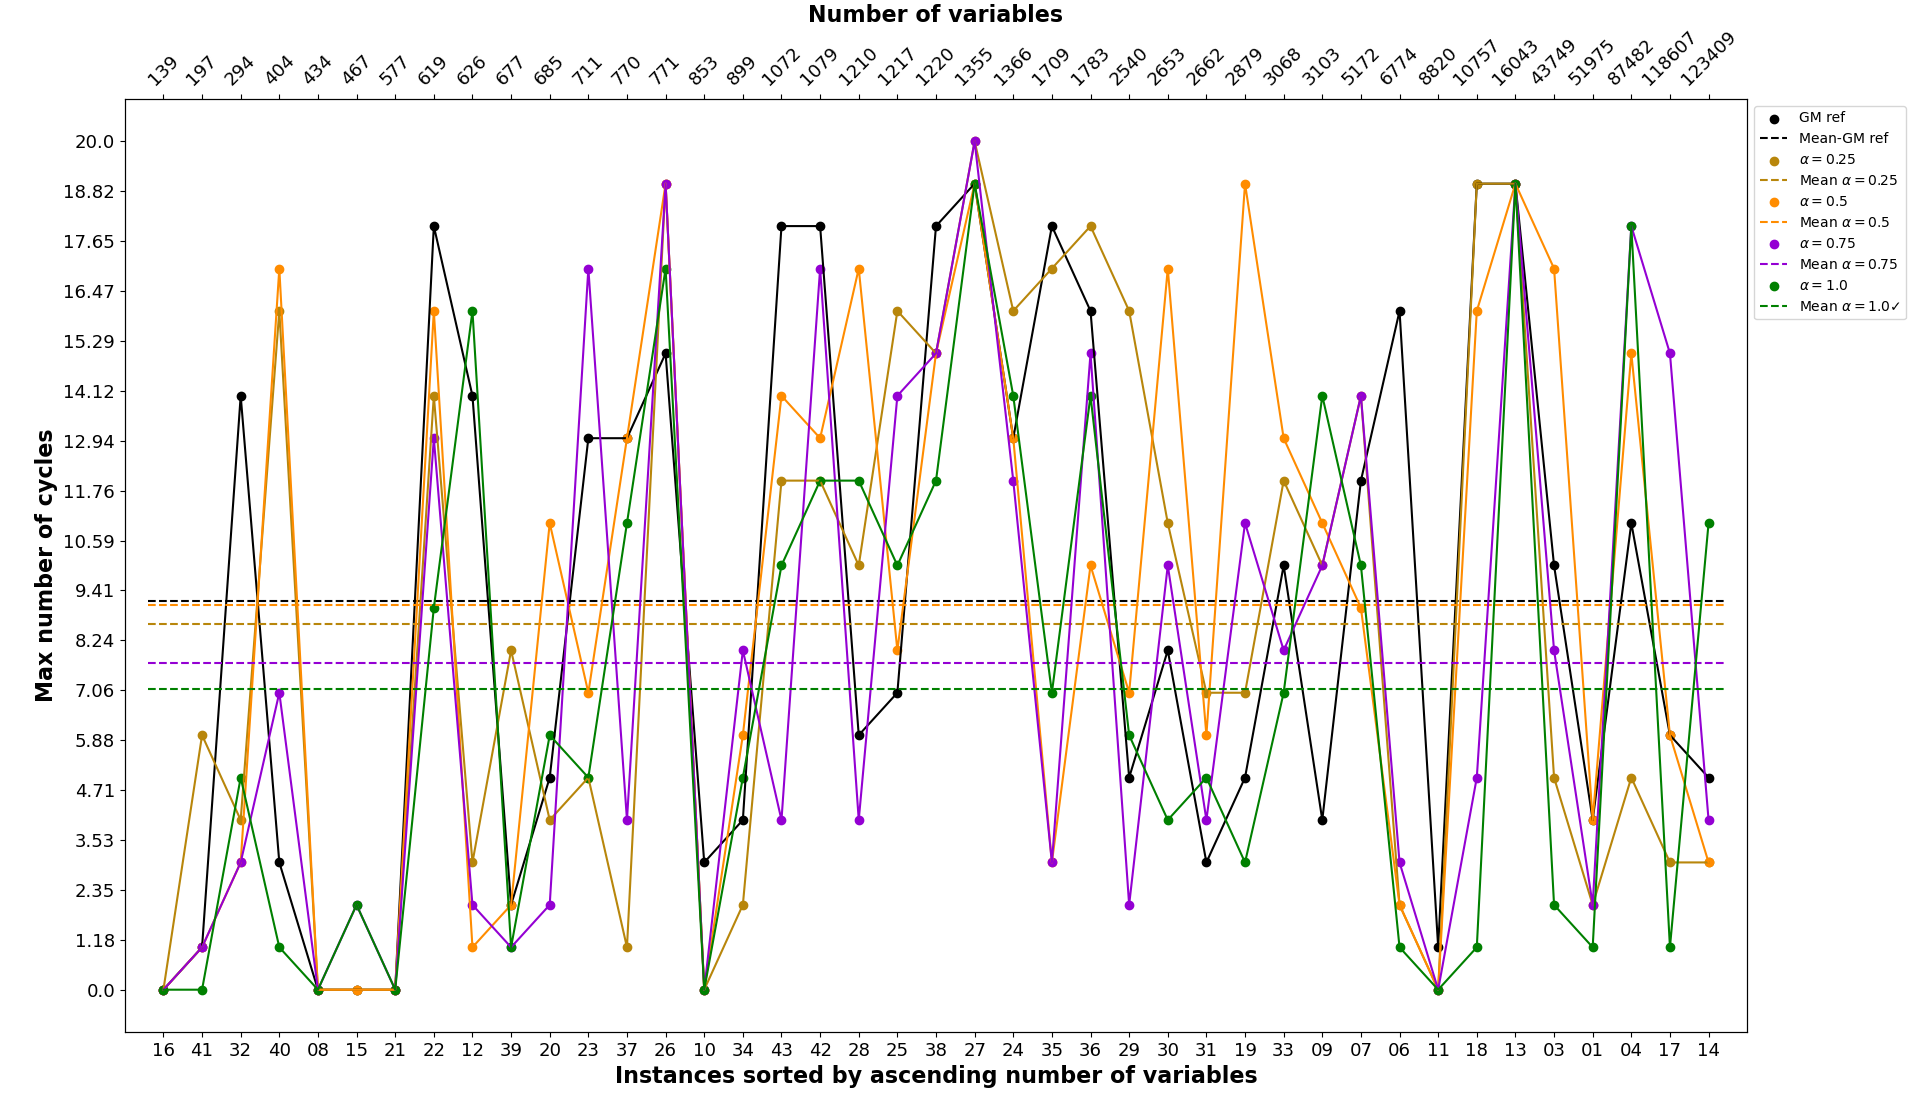 Number of variables
139 197 294 404 434 467 577 619 626 677 685 711 770 771 853 899 1072 1079 1210 1217 1220 1355 1366 1709 1783 2540 2653 2662 2879 3068 3103 5172 6774 8820 10757 16043 43749 51975 87482 118607 123409
Max number of cycles
20.0
18.82
17.65
16.47
15.29
14.12
12.94
11.76
10.59
9.41
8.24
7.06
5.88
4.71
3.53
2.35
1.18
0.0
GM ref
Mean-GM ref
α = 0.25
Mean α = 0.25
α = 0.5
Mean α = 0.5
α = 0.75
Mean α = 0.75
α = 1.0
Mean α = 1.0✓
16 41 32 40 08 15 21 22 12 39 20 23 37 26 10 34 43 42 28 25 38 27 24 35 36 29 30 31 19 33 09 07 06 11 18 13 03 01 04 17 14
Instances sorted by ascending number of variables